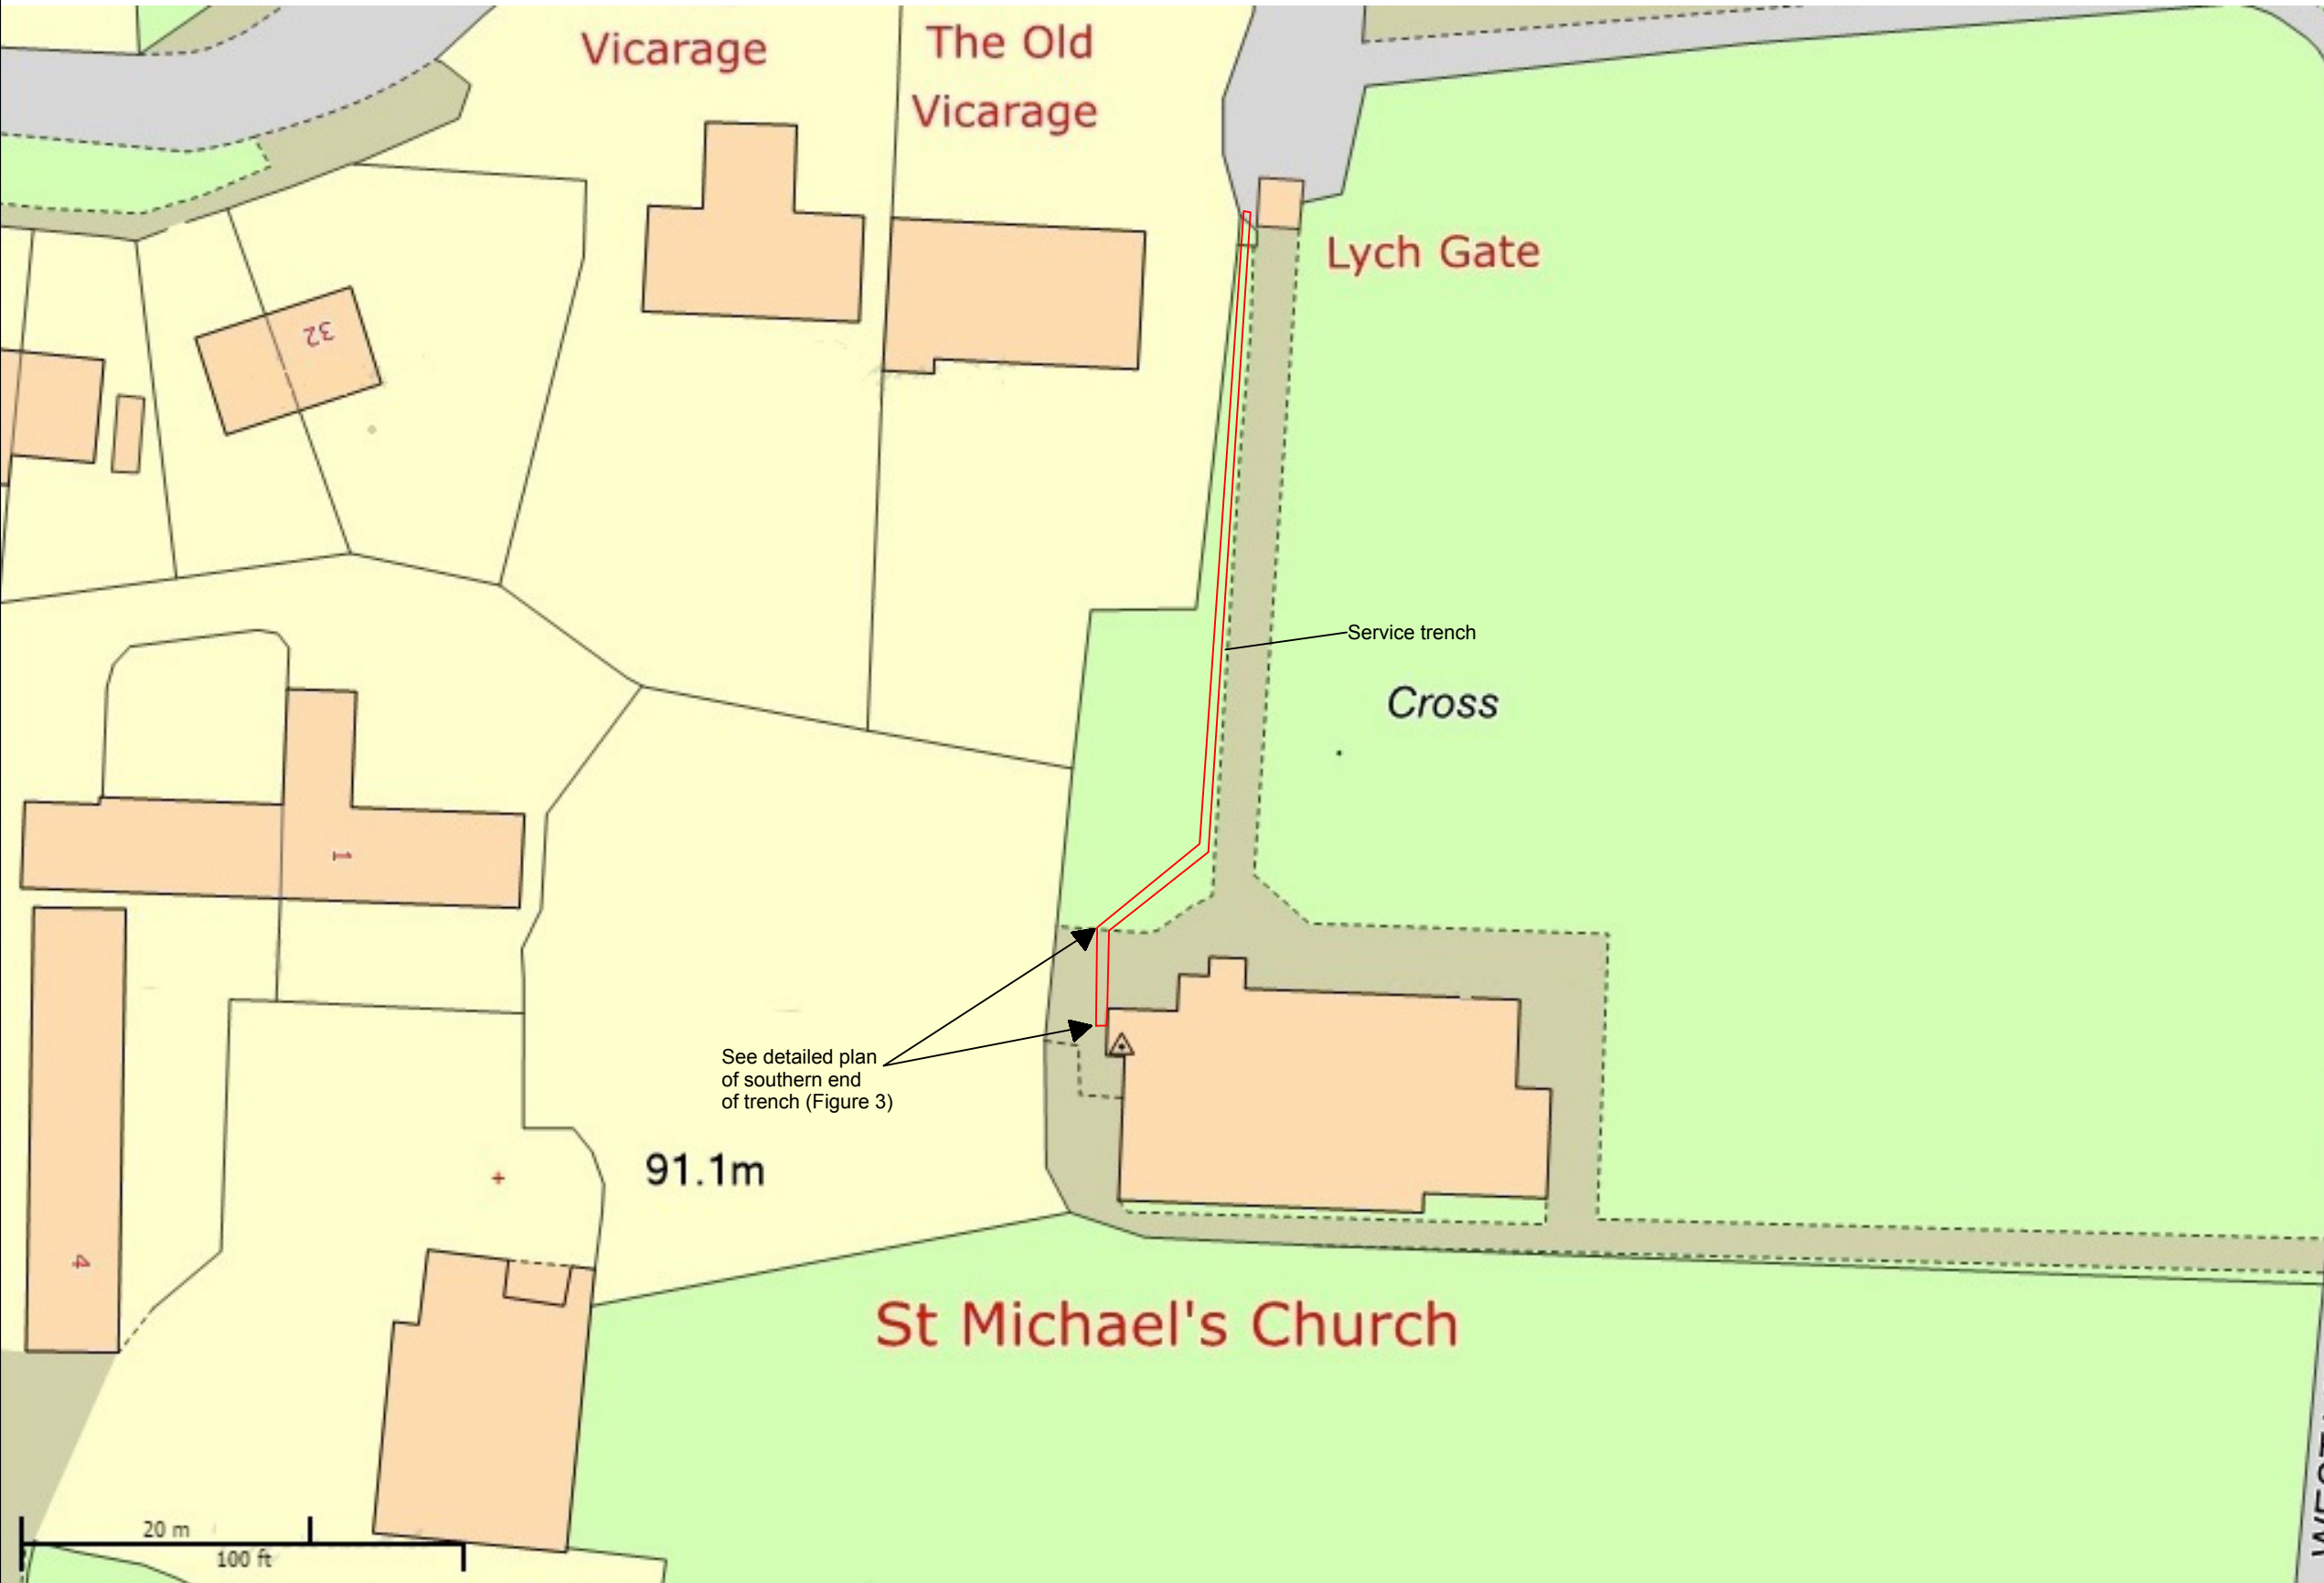 Vicarage
The Old
Vicarage
Lych Gate
32
Service trench
Cross
1
See detailed plan
of southern end
of trench (Figure 3)
91.1m
4
St Michael's Church
20 m
100 ft